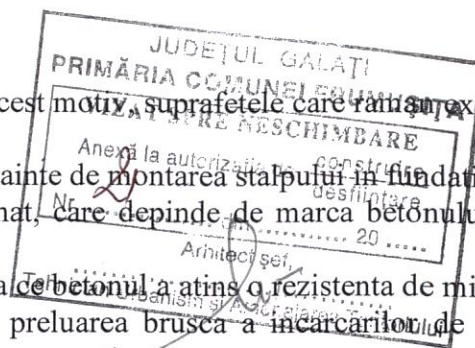 JUDEȚUL GALAȚI
PRIMĂRIA COMUNEI
cest motiv, suprafetele care raman ex
VIZAT SPRE NESCHIMBARE
Anexă la autorizația de construire
desființare
ainte de montarea stalpului in fundati
Nr. 2 din 20
nat, care depinde de marca betonulu
Arhitect șef,
a ce betonul a atins o rezistenta de mi
preluarea brusca a incarcarilor de